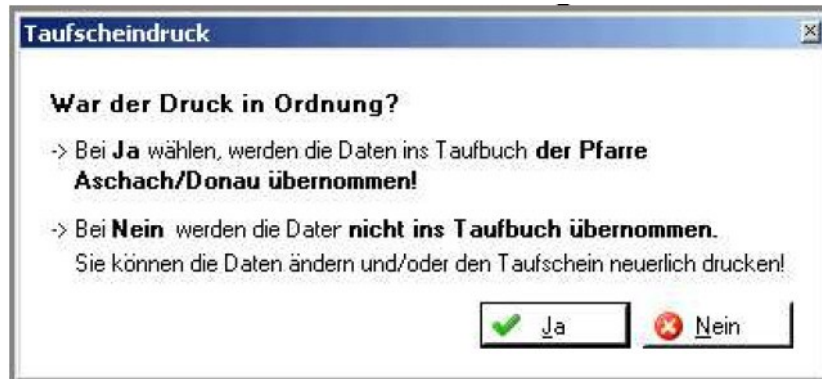 Taufscheindruck
War der Druck in Ordnung?
-> Bei Ja wählen, werden die Daten ins Taufbuch der Pfarre
Aschach/Donau übernommen!
-> Bei Nein werden die Dater nicht ins Taufbuch übernommen.
Sie können die Daten ändern und/oder den Taufschein neuerlich drucken!
Ja
Nein